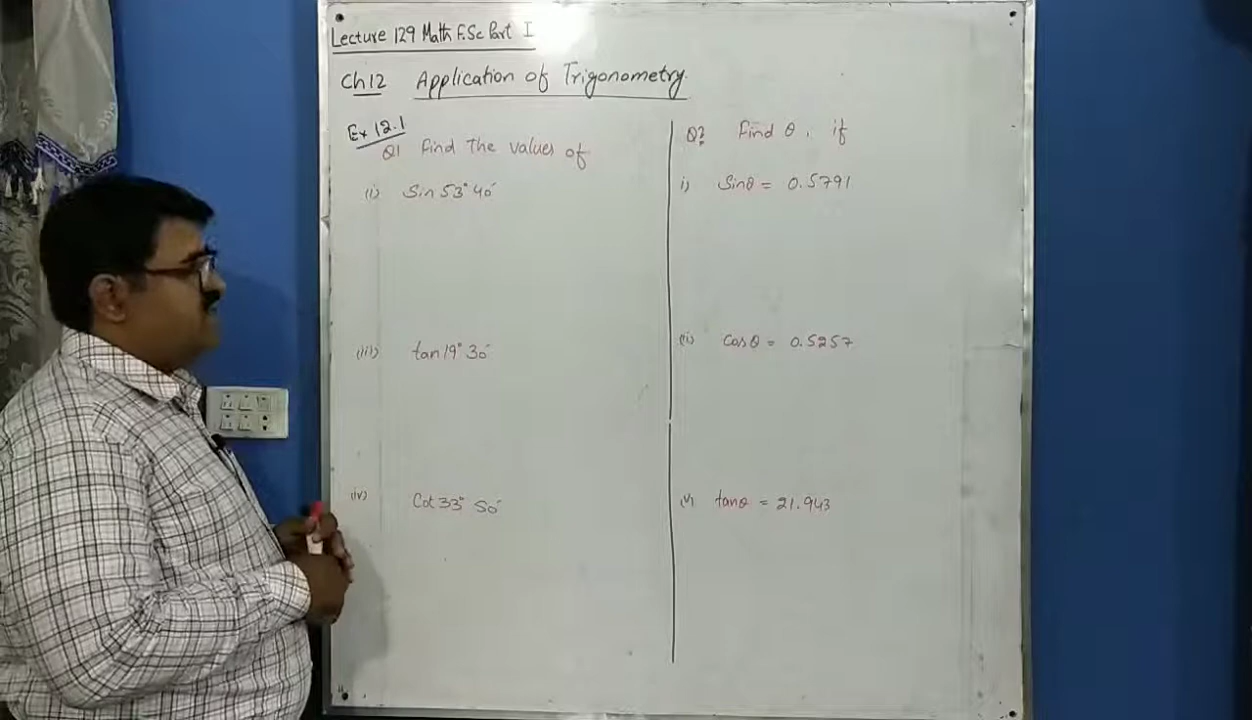 Lecture 129 Math F.Sc Part I
Ch12 Application of Trigonometry
Ex 12.1
Q1 Find the values of
(i) Sin 53° 40′
(iii) tan 19° 30′
(iv) Cot 33° 50′
Q2 Find θ, if
i) Sinθ = 0.5791
(ii) Cosθ = 0.5257
tanθ = 21.943